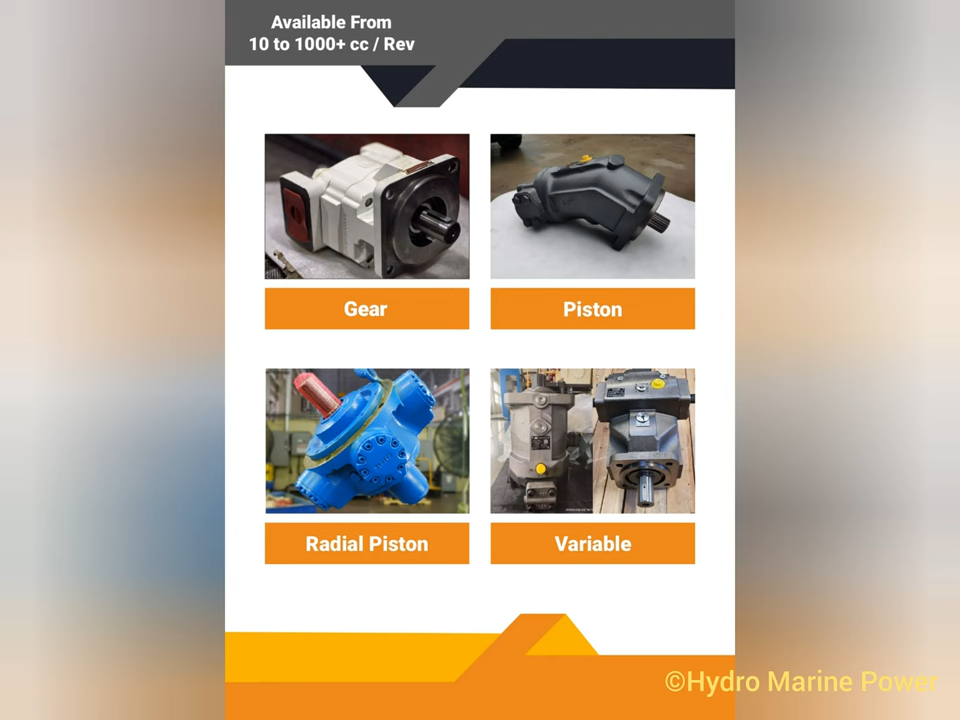 Available From
10 to 1000+ cc / Rev
Gear
Piston
Radial Piston
Variable
©Hydro Marine Power